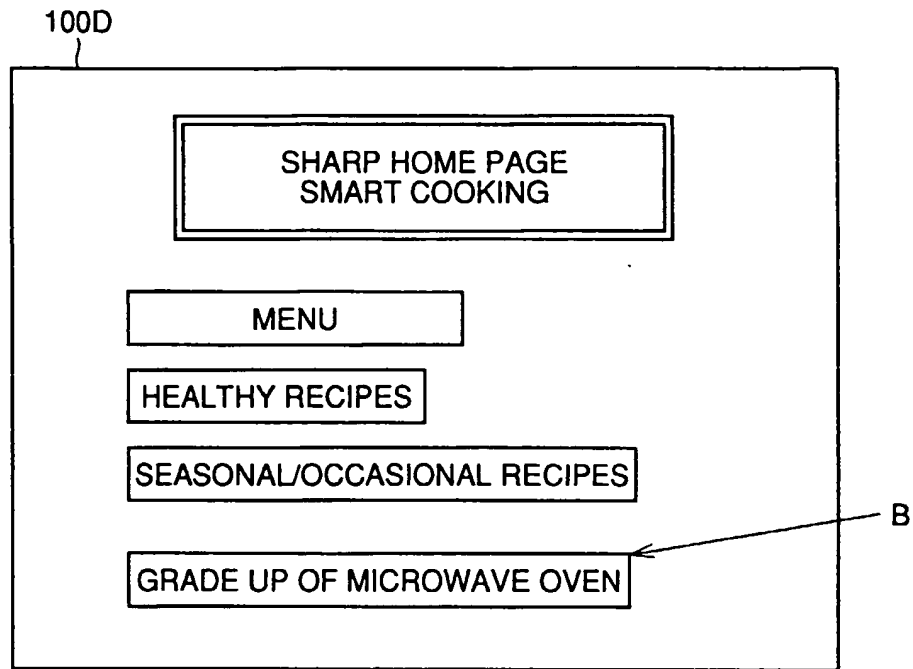 100D
SHARP HOME PAGE
SMART COOKING
MENU
HEALTHY RECIPES
SEASONAL/OCCASIONAL RECIPES
B
GRADE UP OF MICROWAVE OVEN